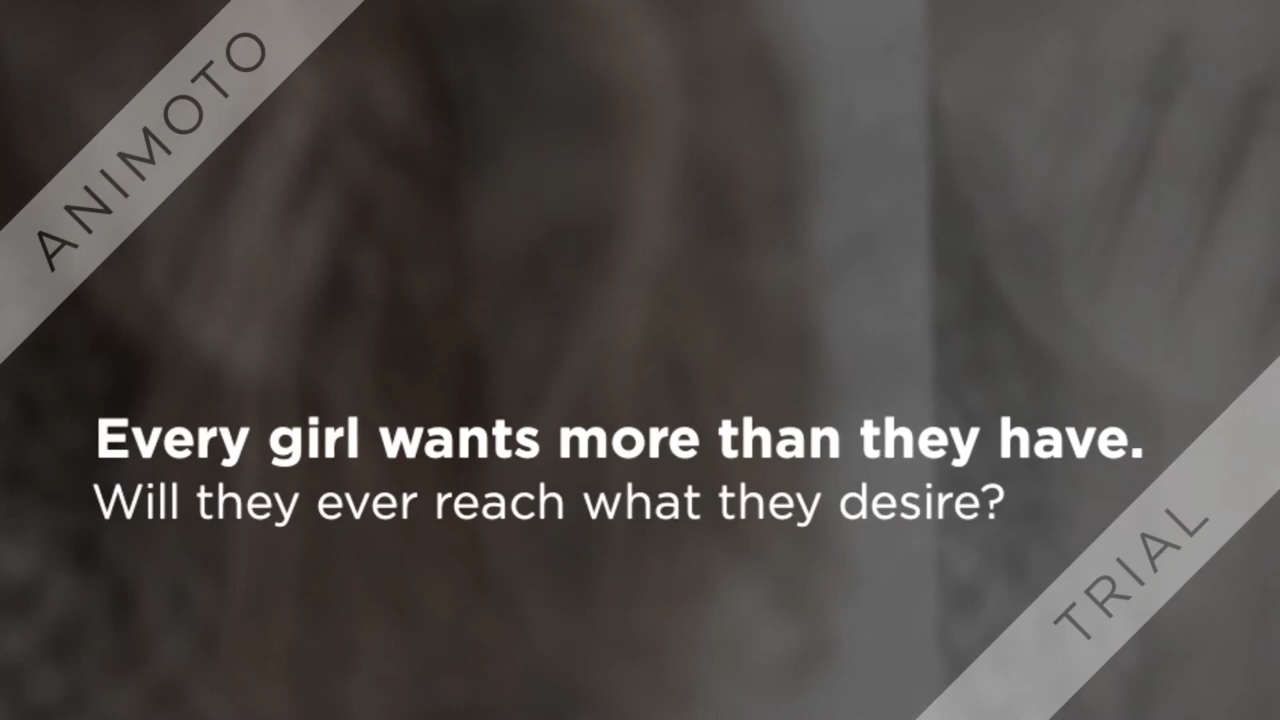 ANIMOTO
Every girl wants more than they have.
Will they ever reach what they desire?
TRIAL